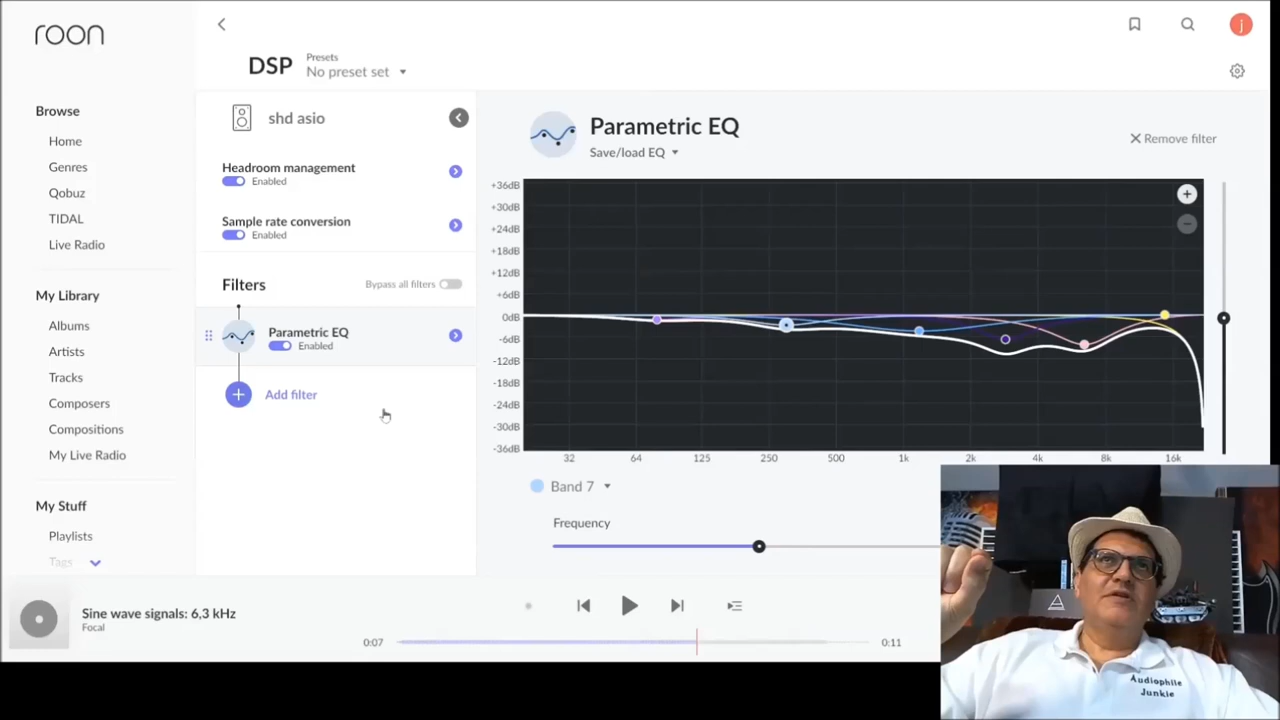 roon
DSP
Presets
No preset set
j
Browse
Home
Genres
Qobuz
TIDAL
Live Radio
My Library
Albums
Artists
Tracks
Composers
Compositions
My Live Radio
My Stuff
Playlists
Tags
shd asio
Headroom management
Enabled
Sample rate conversion
Enabled
Filters
Bypass all filters
Parametric EQ
Enabled
Add filter
Parametric EQ
Save/load EQ
Remove filter
+36dB
+30dB
+24dB
+18dB
+12dB
+6dB
0dB
-6dB
-12dB
-18dB
-24dB
-30dB
-36dB
32 64 125 250 500 1k 2k 4k 8k 16k
Band 7
Frequency
Sine wave signals: 6,3 kHz
Focal
0:07
0:11
Audiophile
Junkie